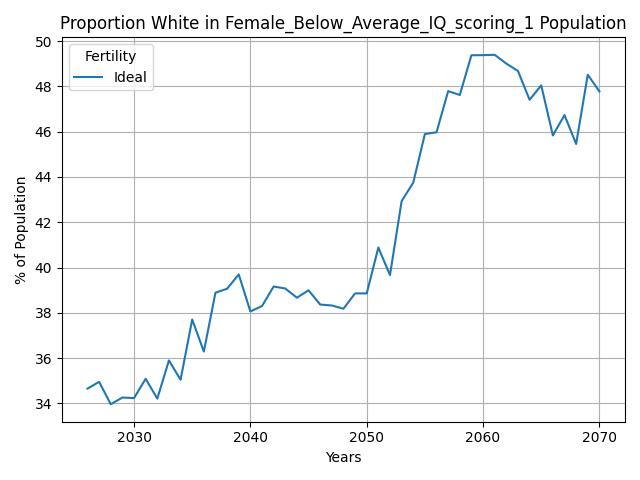 Proportion White in Female_Below_Average_IQ_scoring_1 Population
Fertility
Ideal
% of Population
50
48
46
44
42
40
38
36
34
2030
2040
2050
2060
2070
Years